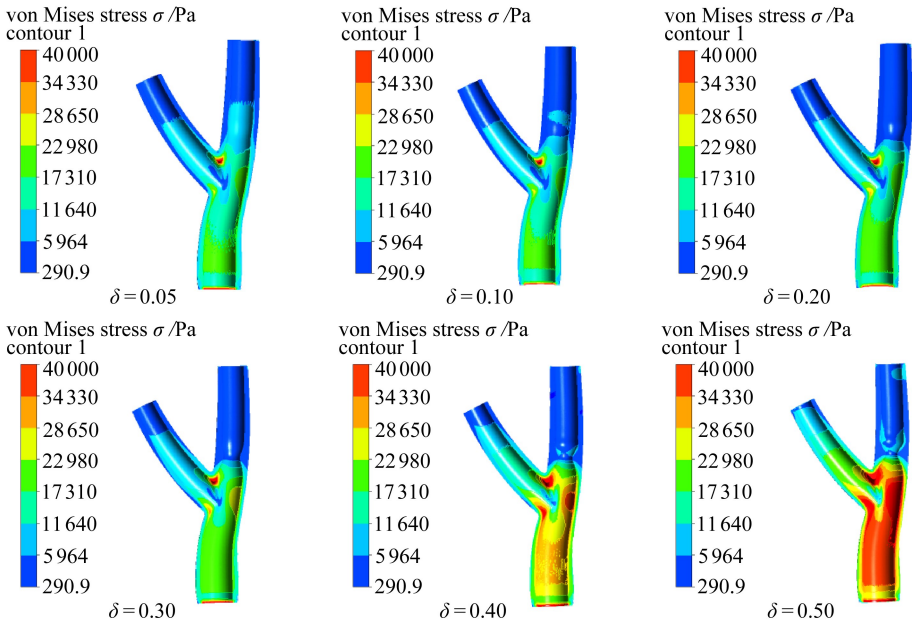 von Mises stress σ /Pa
contour 1
40 000
34 330
28 650
22 980
17 310
11 640
5 964
290.9
δ = 0.05
von Mises stress σ /Pa
contour 1
40 000
34 330
28 650
22 980
17 310
11 640
5 964
290.9
δ = 0.10
von Mises stress σ /Pa
contour 1
40 000
34 330
28 650
22 980
17 310
11 640
5 964
290.9
δ = 0.20
von Mises stress σ /Pa
contour 1
40 000
34 330
28 650
22 980
17 310
11 640
5 964
290.9
δ = 0.30
von Mises stress σ /Pa
contour 1
40 000
34 330
28 650
22 980
17 310
11 640
5 964
290.9
δ = 0.40
von Mises stress σ /Pa
contour 1
40 000
34 330
28 650
22 980
17 310
11 640
5 964
290.9
δ = 0.50